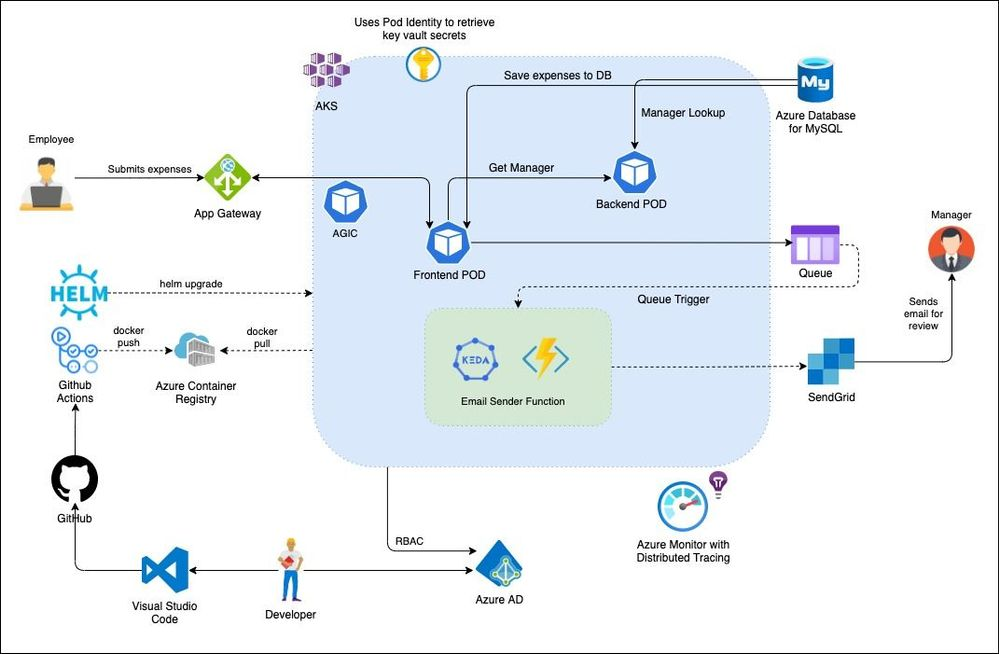 Uses Pod Identity to retrieve
key vault secrets
AKS
Save expenses to DB
My
Manager Lookup
Azure Database
for MySQL
Employee
Submits expenses
App Gateway
AGIC
Get Manager
Backend POD
Frontend POD
Queue
Manager
HELM
helm upgrade
Queue Trigger
Sends
email for
review
docker
push
docker
pull
Github
Actions
Azure Container
Registry
KEDA
Email Sender Function
SendGrid
GitHub
RBAC
Azure Monitor with
Distributed Tracing
Visual Studio
Code
Developer
Azure AD